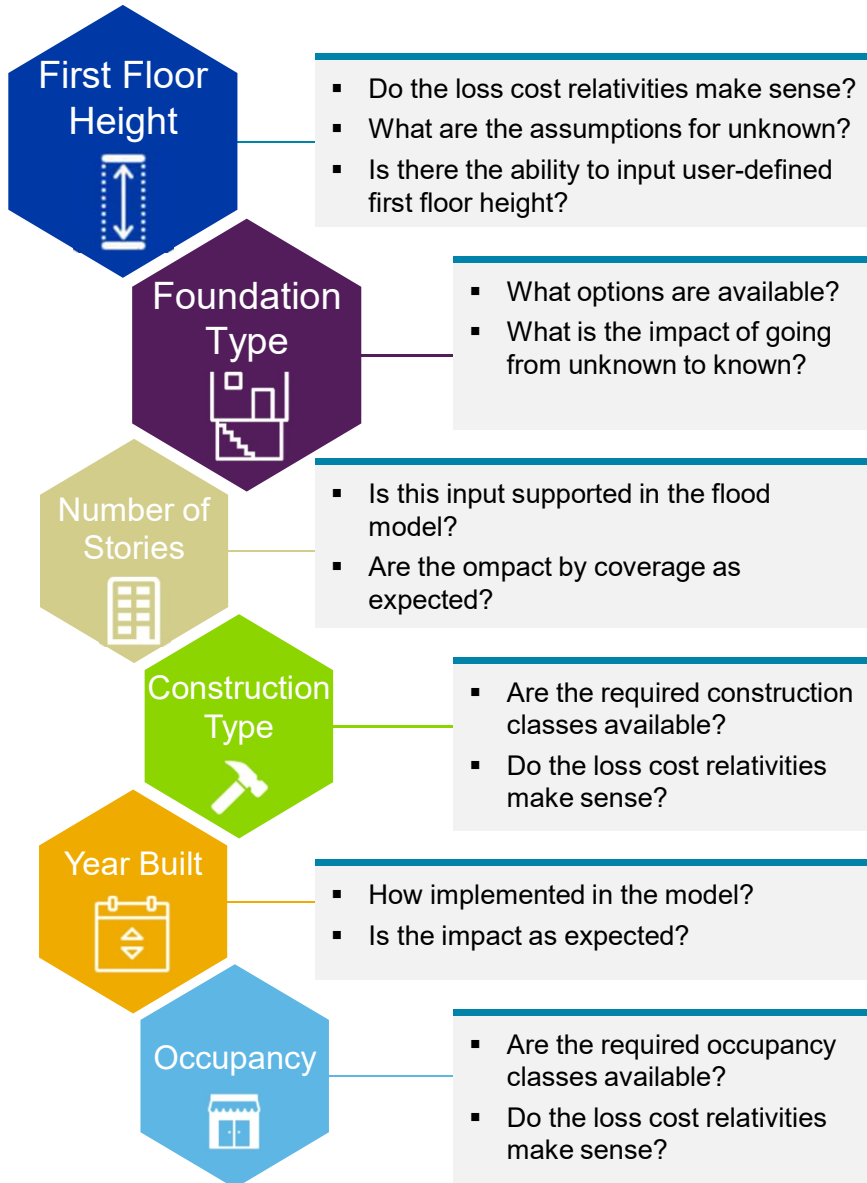 First Floor
Height
▪ Do the loss cost relativities make sense?
▪ What are the assumptions for unknown?
▪ Is there the ability to input user-defined
first floor height?
Foundation
Type
▪ What options are available?
▪ What is the impact of going
from unknown to known?
Number of
Stories
▪ Is this input supported in the flood
model?
▪ Are the ompact by coverage as
expected?
Construction
Type
▪ Are the required construction
classes available?
▪ Do the loss cost relativities
make sense?
Year Built
▪ How implemented in the model?
▪ Is the impact as expected?
Occupancy
▪ Are the required occupancy
classes available?
▪ Do the loss cost relativities
make sense?